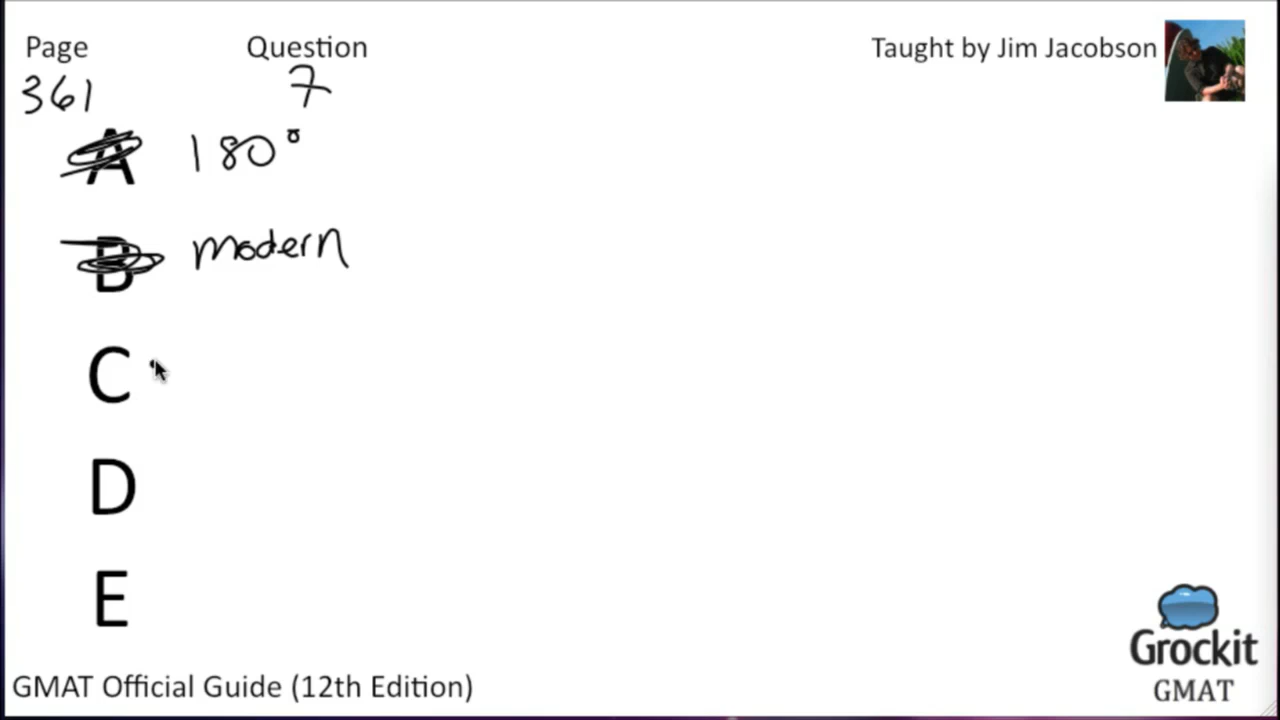 Page Question Taught by Jim Jacobson
361 7
A 180°
B modern
C
D
E
Grockit
GMAT
GMAT Official Guide (12th Edition)